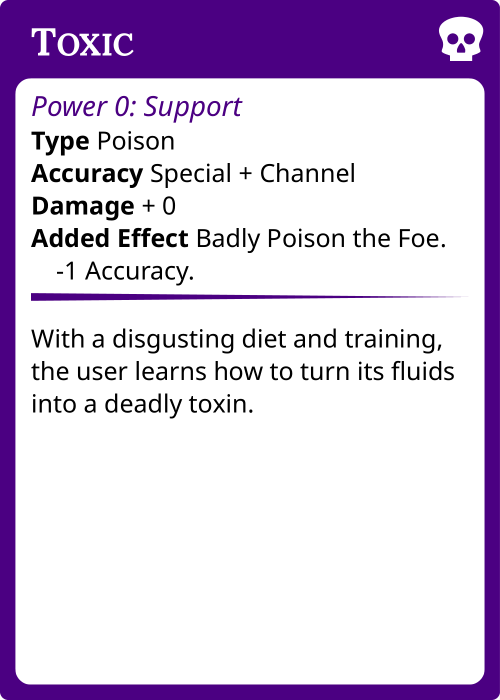 Toxic
Power 0: Support
Type Poison
Accuracy Special + Channel
Damage + 0
Added Effect Badly Poison the Foe.
-1 Accuracy.
With a disgusting diet and training,
the user learns how to turn its fluids
into a deadly toxin.